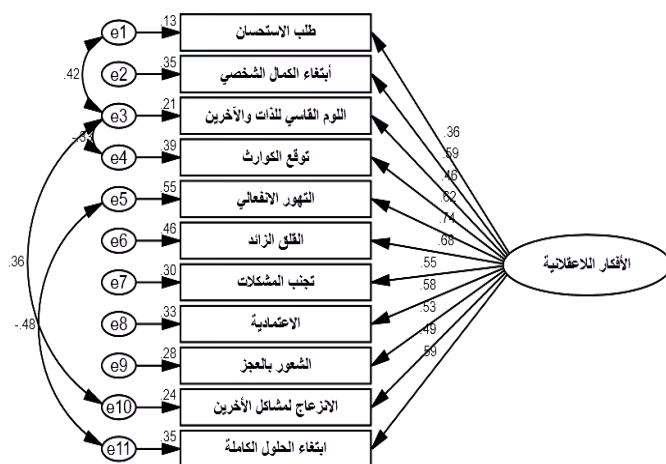 e1 .13 طلب الاستحسان
e2 .35 أبتغاء الكمال الشخصي
e3 .21 اللوم القاسي للذات والآخرين
e4 .39 توقع الكوارث
e5 .55 التهور الانفعالي
e6 .46 القلق الزائد
e7 .30 تجنب المشكلات
e8 .33 الاعتمادية
e9 .28 الشعور بالعجز
e10 .24 الانزعاج لمشاكل الأخرين
e11 .35 ابتغاء الحلول الكاملة
.42
.36
-.48
.36
.59
.46
.62
.74
.68
.55
.58
.53
.49
.59
الأفكار اللاعقلانية